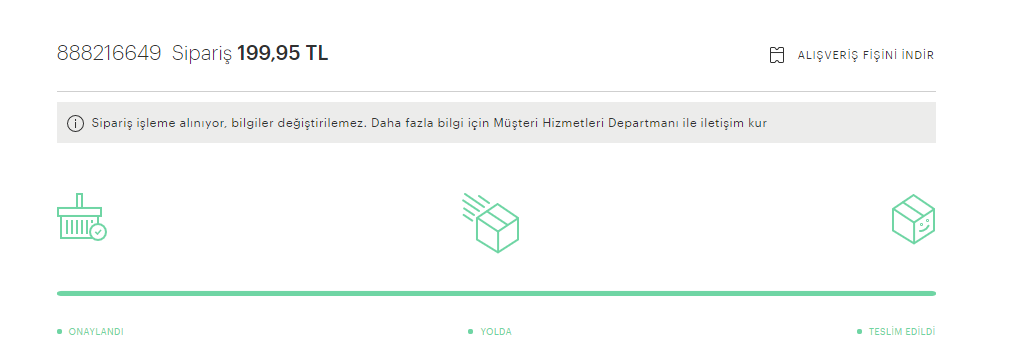 888216649 Sipariş 199,95 TL
ALIŞVERİŞ FİŞİNİ İNDİR
Sipariş işleme alınıyor, bilgiler değiştirilemez. Daha fazla bilgi için Müşteri Hizmetleri Departmanı ile iletişim kur
ONAYLANDI
YOLDA
TESLİM EDİLDİ